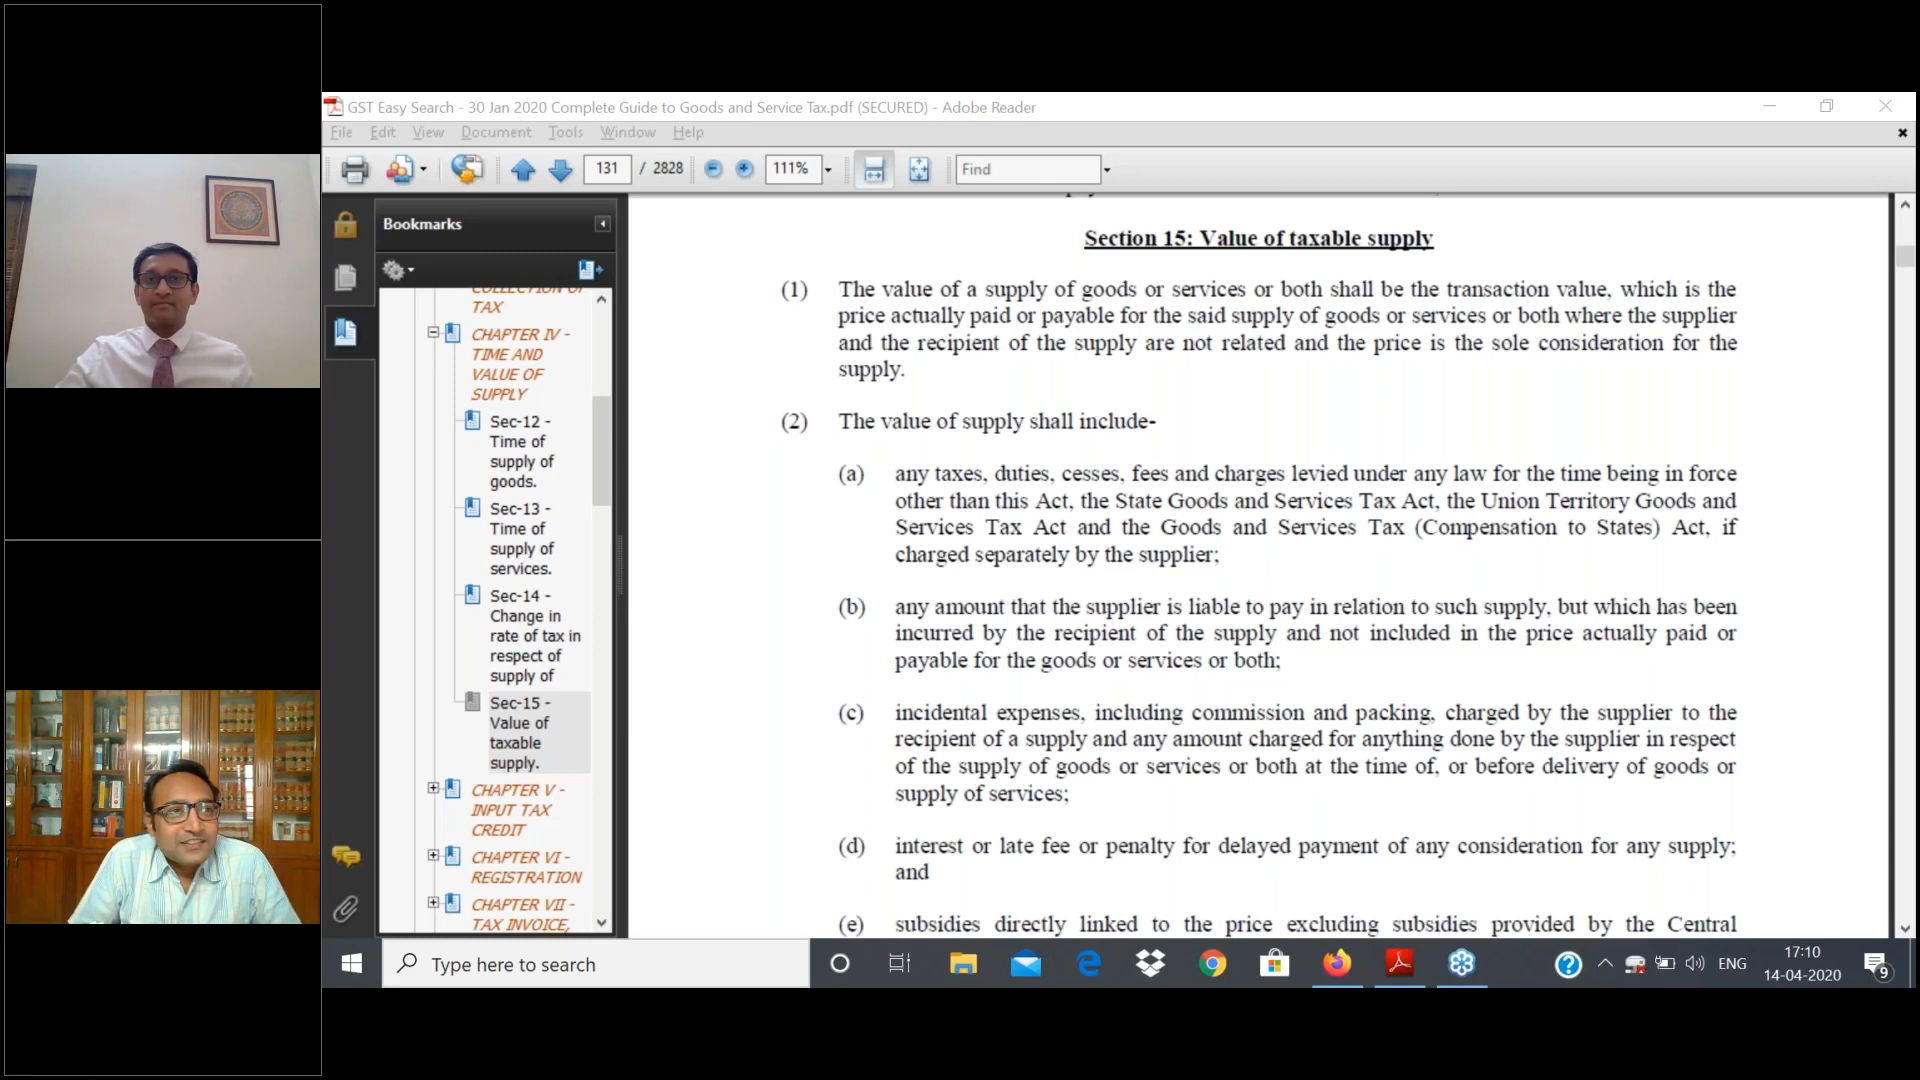 GST Easy Search - 30 Jan 2020 Complete Guide to Goods and Service Tax.pdf (SECURED) - Adobe Reader
File Edit View Document Tools Window Help
131 / 2828 111% Find
Bookmarks
COLLECTION OF
TAX
CHAPTER IV -
TIME AND
VALUE OF
SUPPLY
Sec-12 -
Time of
supply of
goods.
Sec-13 -
Time of
supply of
services.
Sec-14 -
Change in
rate of tax in
respect of
supply of
Sec-15 -
Value of
taxable
supply.
CHAPTER V -
INPUT TAX
CREDIT
CHAPTER VI -
REGISTRATION
CHAPTER VII -
TAX INVOICE,
Section 15: Value of taxable supply
(1) The value of a supply of goods or services or both shall be the transaction value, which is the
price actually paid or payable for the said supply of goods or services or both where the supplier
and the recipient of the supply are not related and the price is the sole consideration for the
supply.
(2) The value of supply shall include-
(a) any taxes, duties, cesses, fees and charges levied under any law for the time being in force
other than this Act, the State Goods and Services Tax Act, the Union Territory Goods and
Services Tax Act and the Goods and Services Tax (Compensation to States) Act, if
charged separately by the supplier;
(b) any amount that the supplier is liable to pay in relation to such supply, but which has been
incurred by the recipient of the supply and not included in the price actually paid or
payable for the goods or services or both;
(c) incidental expenses, including commission and packing, charged by the supplier to the
recipient of a supply and any amount charged for anything done by the supplier in respect
of the supply of goods or services or both at the time of, or before delivery of goods or
supply of services;
(d) interest or late fee or penalty for delayed payment of any consideration for any supply;
and
(e) subsidies directly linked to the price excluding subsidies provided by the Central
Type here to search
ENG
17:10
14-04-2020
9